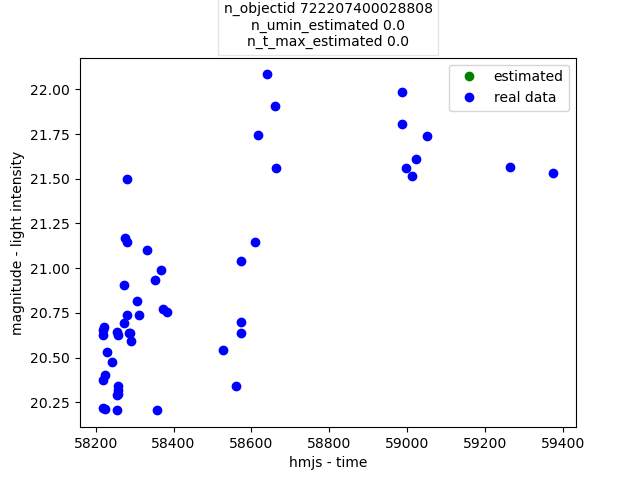 n_objectid 722207400028808
n_umin_estimated 0.0
n_t_max_estimated 0.0
estimated
real data
magnitude - light intensity
22.00
21.75
21.50
21.25
21.00
20.75
20.50
20.25
58200 58400 58600 58800 59000 59200 59400
hmjs - time